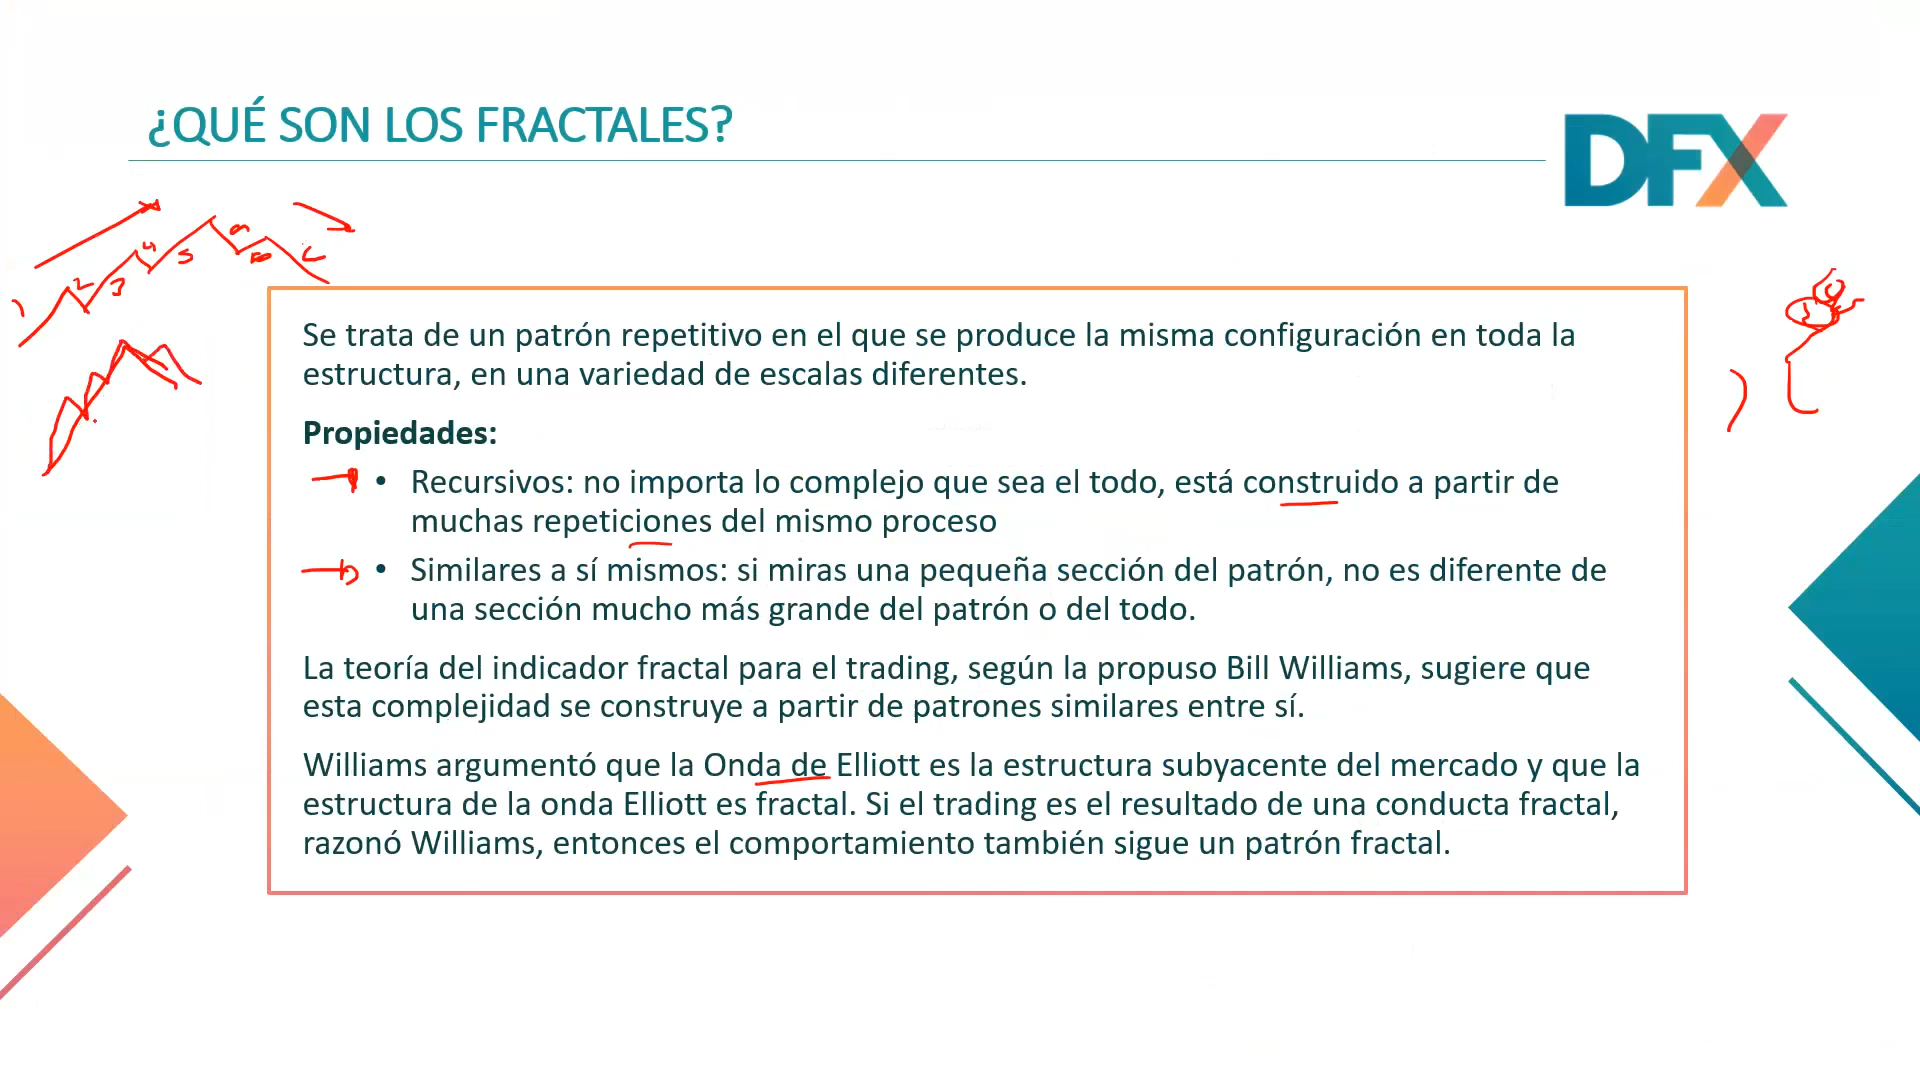 ¿QUÉ SON LOS FRACTALES?
DFX
1 2 3 4 5 a B c
Se trata de un patrón repetitivo en el que se produce la misma configuración en toda la
estructura, en una variedad de escalas diferentes.
Propiedades:
• Recursivos: no importa lo complejo que sea el todo, está construido a partir de
muchas repeticiones del mismo proceso
• Similares a sí mismos: si miras una pequeña sección del patrón, no es diferente de
una sección mucho más grande del patrón o del todo.
La teoría del indicador fractal para el trading, según la propuso Bill Williams, sugiere que
esta complejidad se construye a partir de patrones similares entre sí.
Williams argumentó que la Onda de Elliott es la estructura subyacente del mercado y que la
estructura de la onda Elliott es fractal. Si el trading es el resultado de una conducta fractal,
razonó Williams, entonces el comportamiento también sigue un patrón fractal.